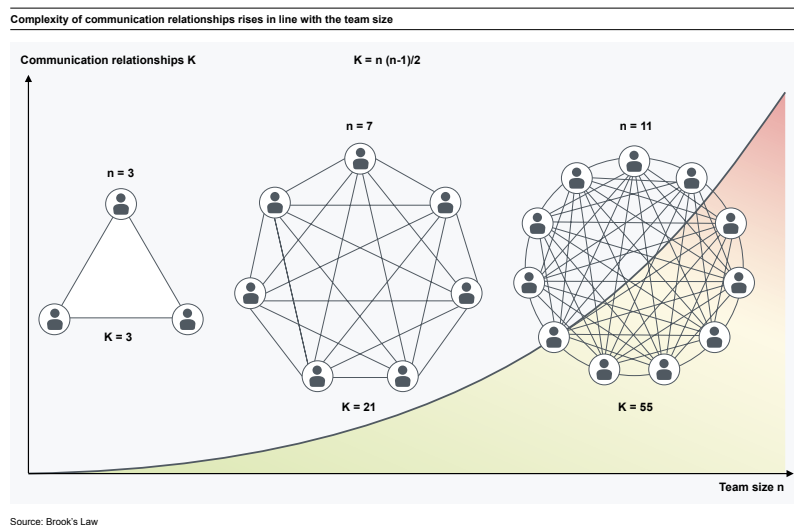 Complexity of communication relationships rises in line with the team size
Communication relationships K
K = n (n-1)/2
n = 7
n = 11
n = 3
K = 3
K = 21
K = 55
Team size n
Source: Brook's Law